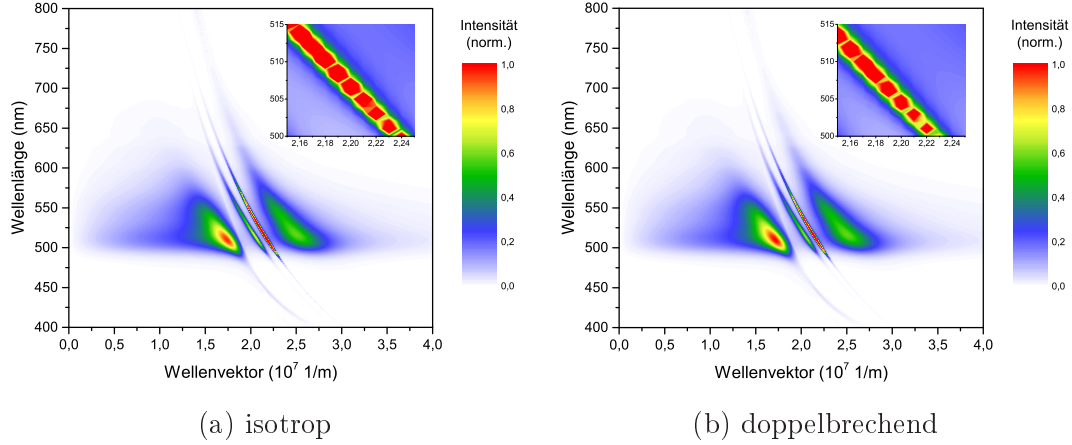 800
750
700
650
600
550
500
450
400
Wellenlänge (nm)
0,0 0,5 1,0 1,5 2,0 2,5 3,0 3,5 4,0
Wellenvektor (10⁷ 1/m)
515
510
505
500
2,16 2,18 2,20 2,22 2,24
Intensität
(norm.)
1,0
0,8
0,6
0,4
0,2
0,0
(a) isotrop
800
750
700
650
600
550
500
450
400
Wellenlänge (nm)
0,0 0,5 1,0 1,5 2,0 2,5 3,0 3,5 4,0
Wellenvektor (10⁷ 1/m)
515
510
505
500
2,16 2,18 2,20 2,22 2,24
Intensität
(norm.)
1,0
0,8
0,6
0,4
0,2
0,0
(b) doppelbrechend